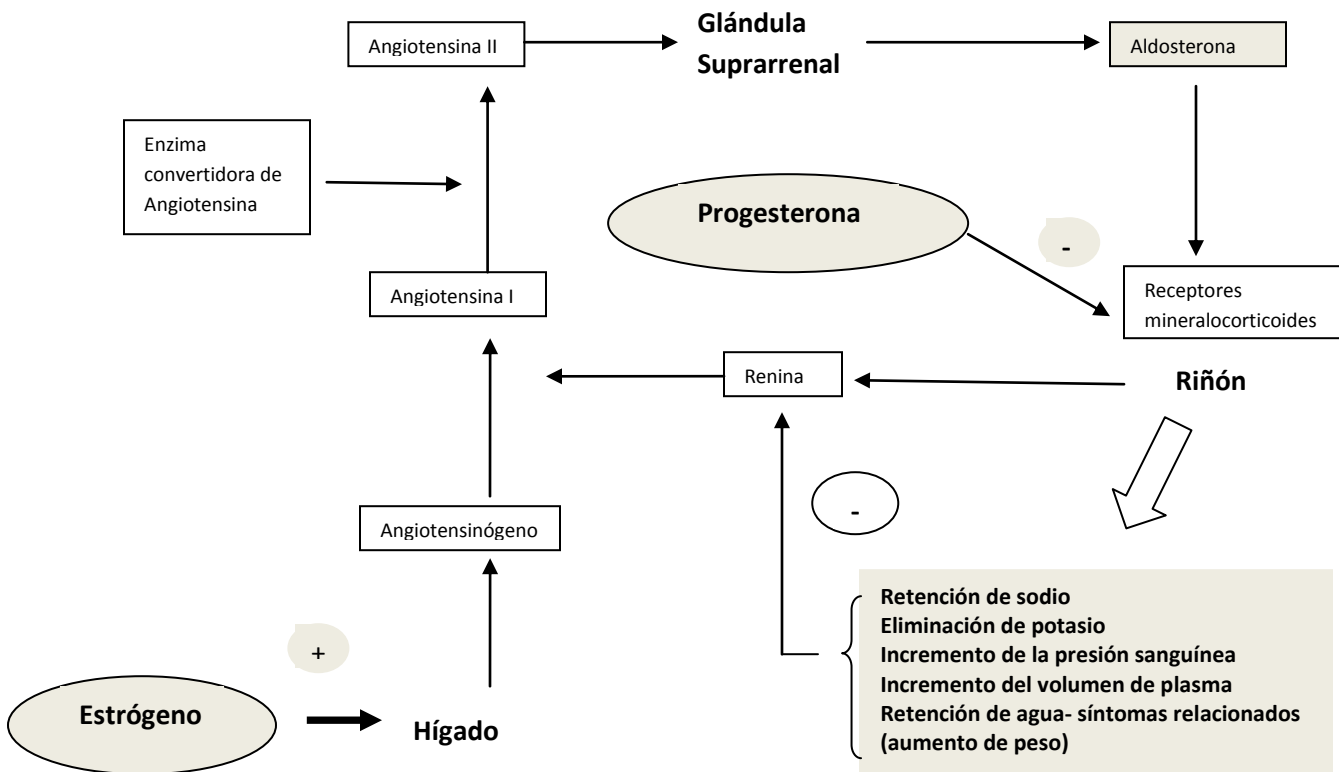 Angiotensina II
Glándula
Suprarrenal
Aldosterona
Enzima
convertidora de
Angiotensina
Progesterona
-
Angiotensina I
Receptores
mineralocorticoides
Renina
Riñón
-
Angiotensinógeno
Retención de sodio
Eliminación de potasio
Incremento de la presión sanguínea
Incremento del volumen de plasma
Retención de agua- síntomas relacionados
(aumento de peso)
+
Estrógeno
Hígado